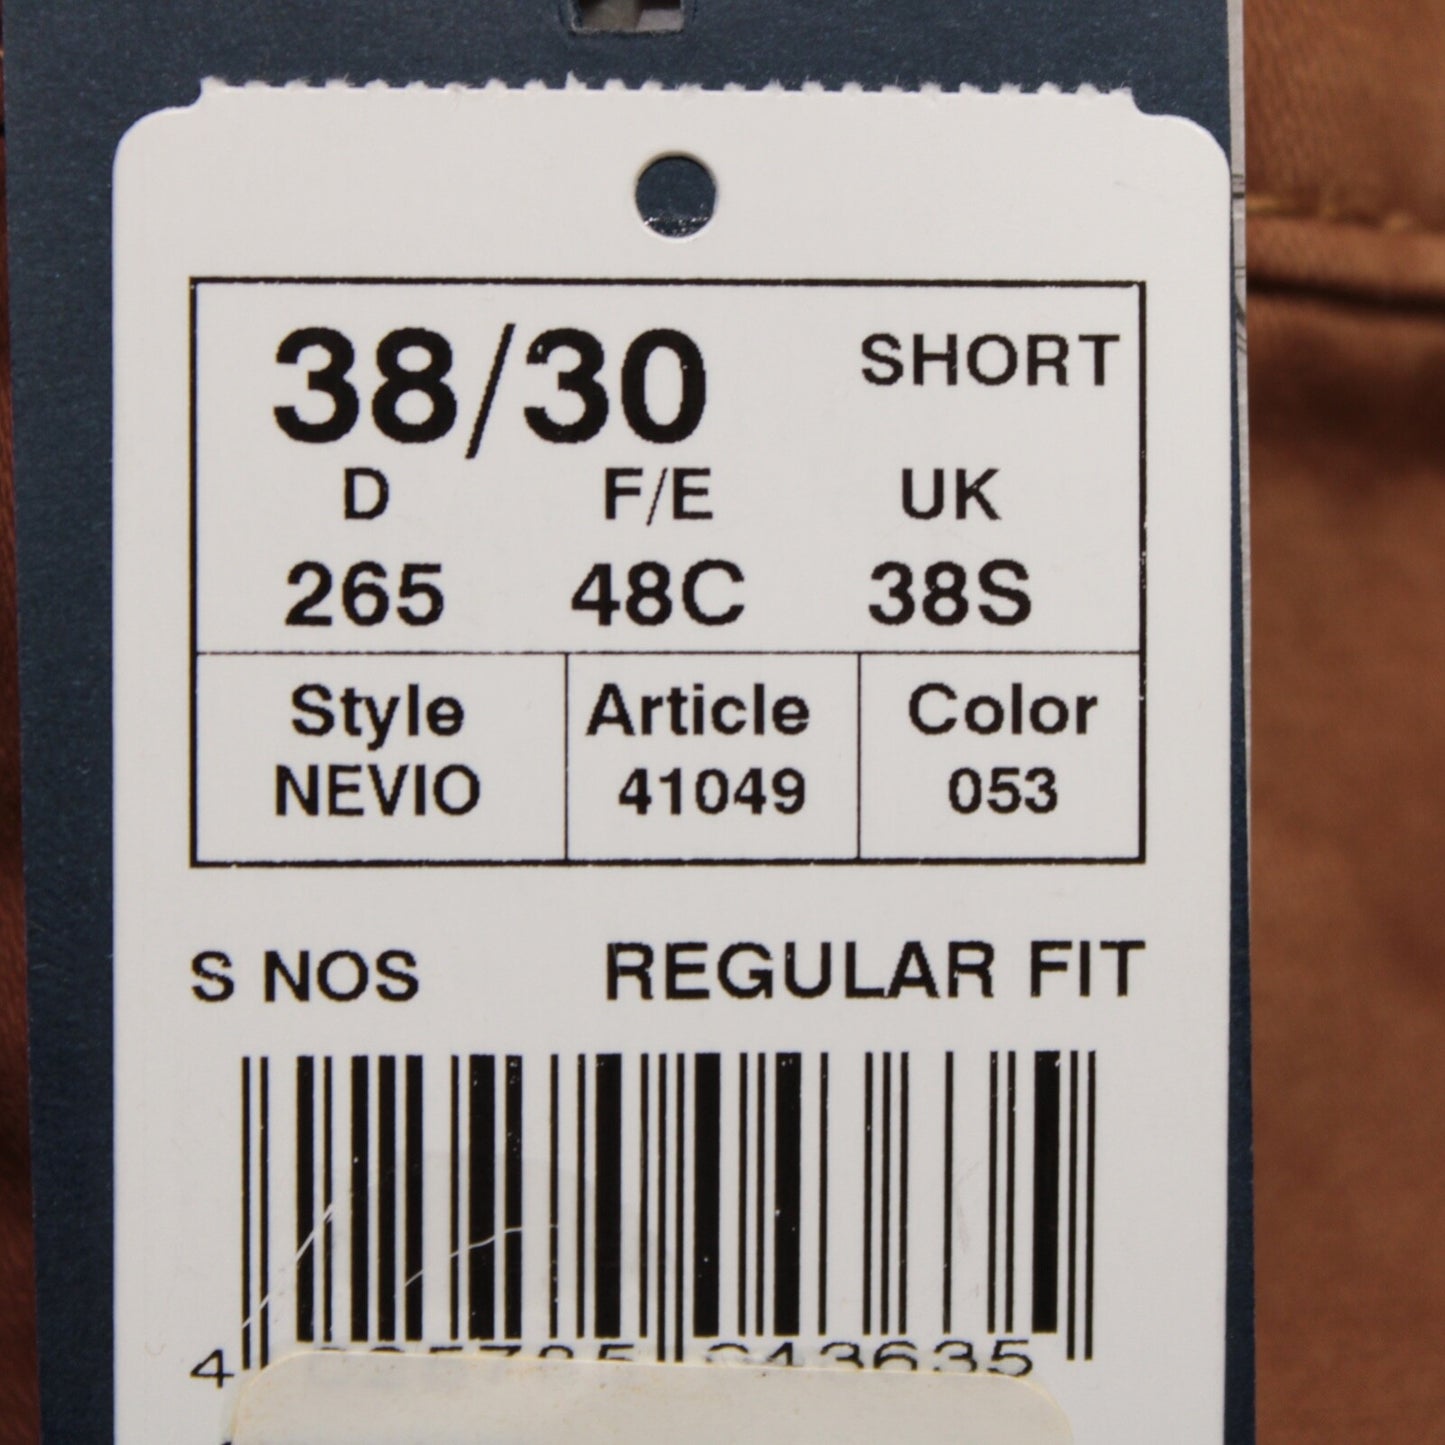 38/30 SHORT
D F/E UK
265 48C 38S
Style Article Color
NEVIO 41049 053
S NOS REGULAR FIT